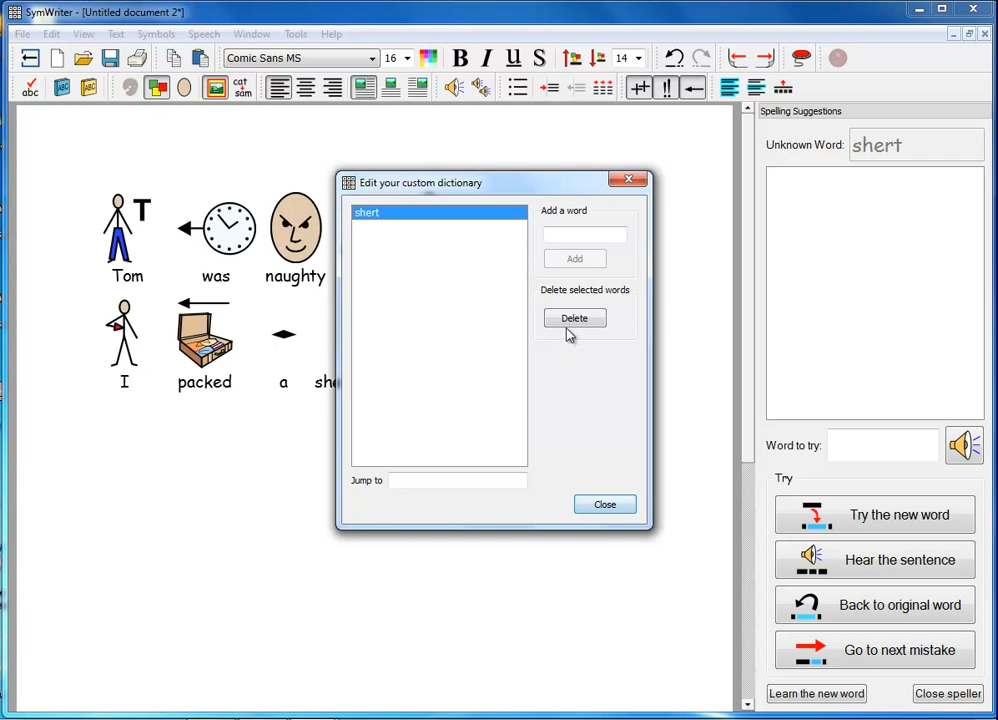 SymWriter - [Untitled document 2*]
File Edit View Text Symbols Speech Window Tools Help
Comic Sans MS 16 B I U S 14
abc cat sam
Spelling Suggestions
Unknown Word: shert
Edit your custom dictionary
shert
Add a word
Add
Delete selected words
Delete
Jump to
Close
T
Tom was naughty
I packed a she
Word to try:
Try
Try the new word
Hear the sentence
Back to original word
Go to next mistake
Learn the new word Close speller